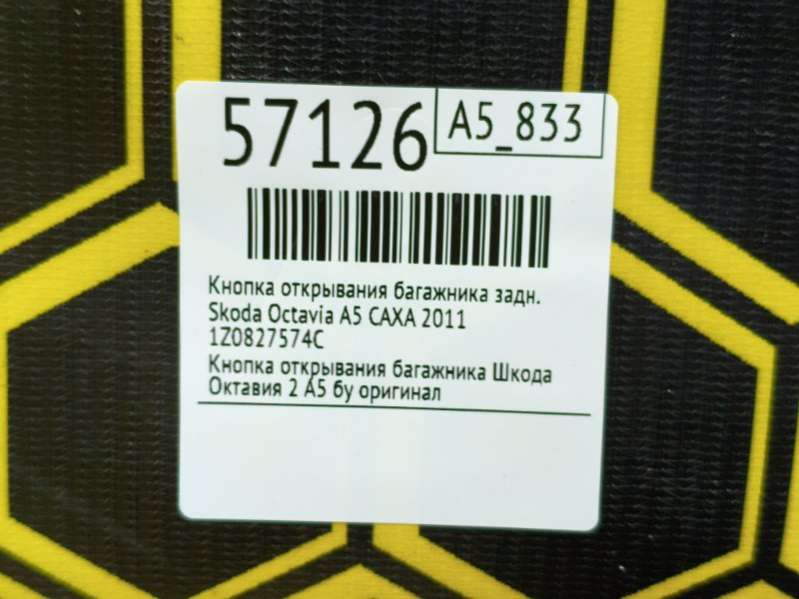 57126
A5_833
Кнопка открывания багажника задн.
Skoda Octavia A5 CAXA 2011
1Z0827574C
Кнопка открывания багажника Шкода
Октавия 2 А5 бу оригинал